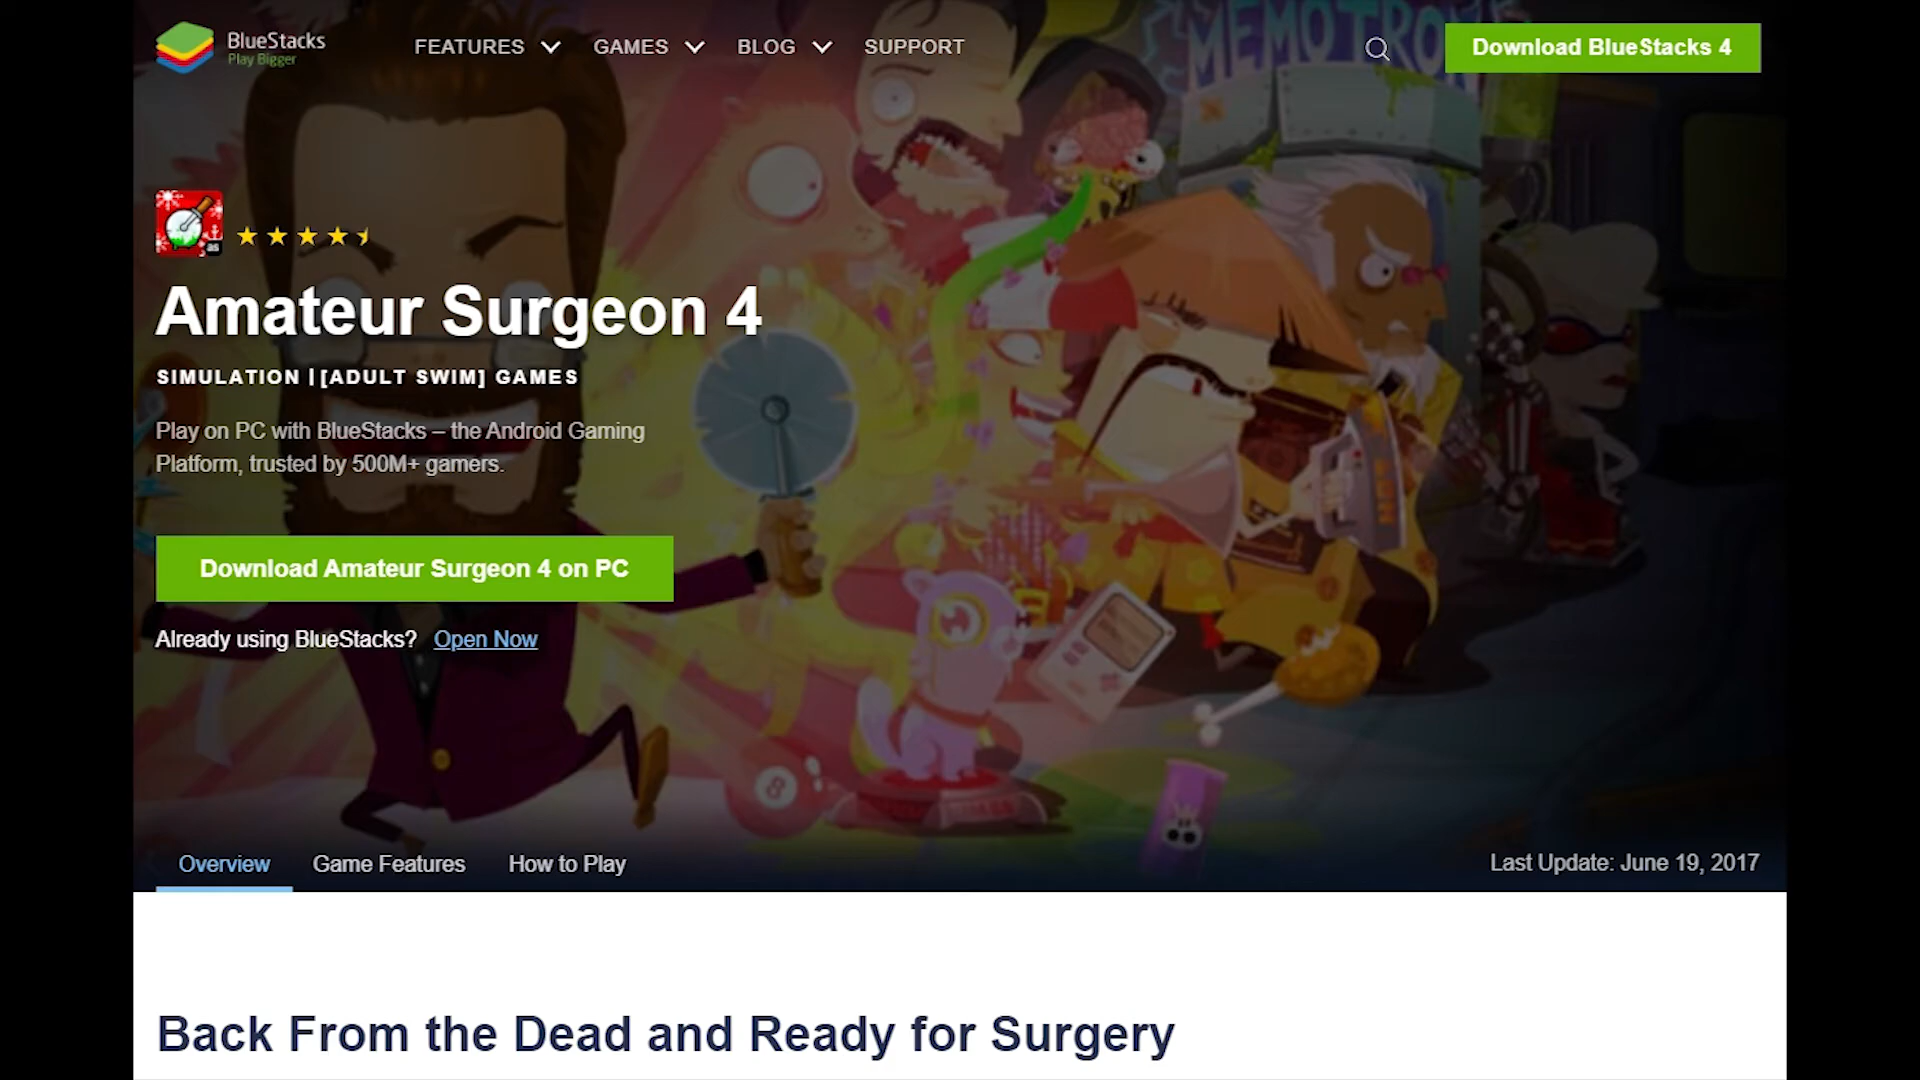 BlueStacks
Play Bigger
FEATURES
GAMES
BLOG
SUPPORT
Download BlueStacks 4
MEMOTRON
as
Amateur Surgeon 4
SIMULATION | [ADULT SWIM] GAMES
Play on PC with BlueStacks – the Android Gaming
Platform, trusted by 500M+ gamers.
Download Amateur Surgeon 4 on PC
Already using BlueStacks? Open Now
8
Overview
Game Features
How to Play
Last Update: June 19, 2017
Back From the Dead and Ready for Surgery